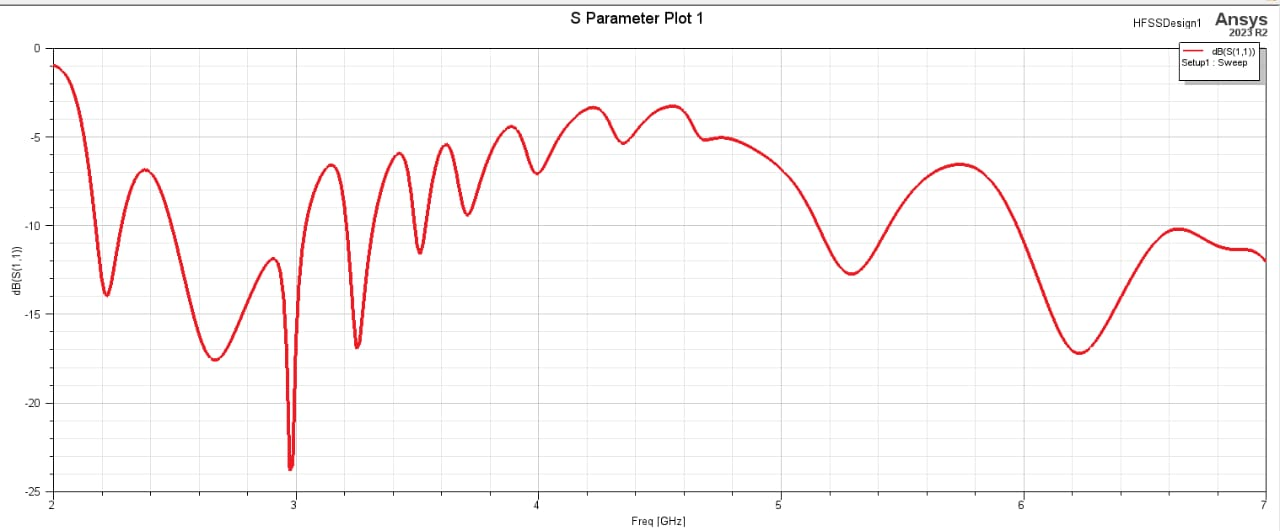 S Parameter Plot 1
HFSSDesign1
Ansys
2023 R2
dB(S(1,1))
Setup1 : Sweep
0
-5
-10
-15
-20
-25
dB(S(1,1))
2
3
4
5
6
7
Freq [GHz]